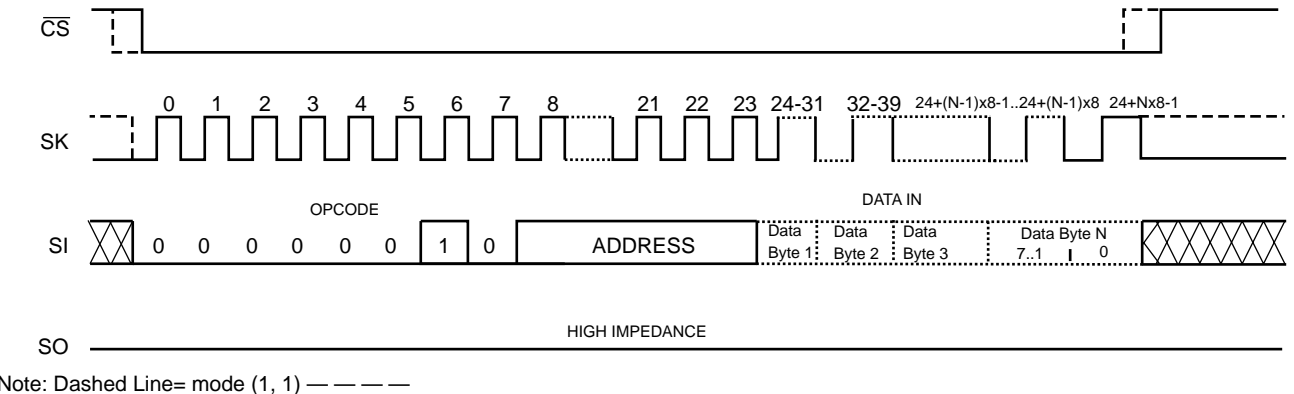 CS
0 1 2 3 4 5 6 7 8 21 22 23 24-31 32-39 24+(N-1)x8-1..24+(N-1)x8 24+Nx8-1
SK
OPCODE
DATA IN
SI
0 0 0 0 0 0 1 0
ADDRESS
Data
Byte 1
Data
Byte 2
Data
Byte 3
Data Byte N
7..1 0
HIGH IMPEDANCE
SO
Note: Dashed Line= mode (1, 1) — — — —